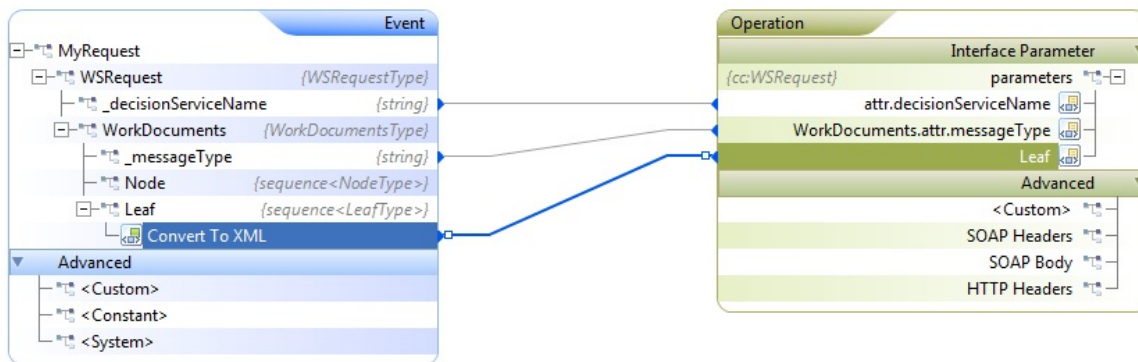 Event
MyRequest
WSRequest {WSRequestType}
_decisionServiceName {string}
WorkDocuments {WorkDocumentsType}
_messageType {string}
Node {sequence<NodeType>}
Leaf {sequence<LeafType>}
Convert To XML
Advanced
<Custom>
<Constant>
<System>
Operation
Interface Parameter
{cc:WSRequest} parameters
attr.decisionServiceName
WorkDocuments.attr.messageType
Leaf
Advanced
<Custom>
SOAP Headers
SOAP Body
HTTP Headers